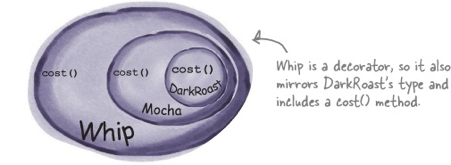 cost() cost() cost()
DarkRoast
Mocha
Whip
Whip is a decorator, so it also
mirrors DarkRoast's type and
includes a cost() method.